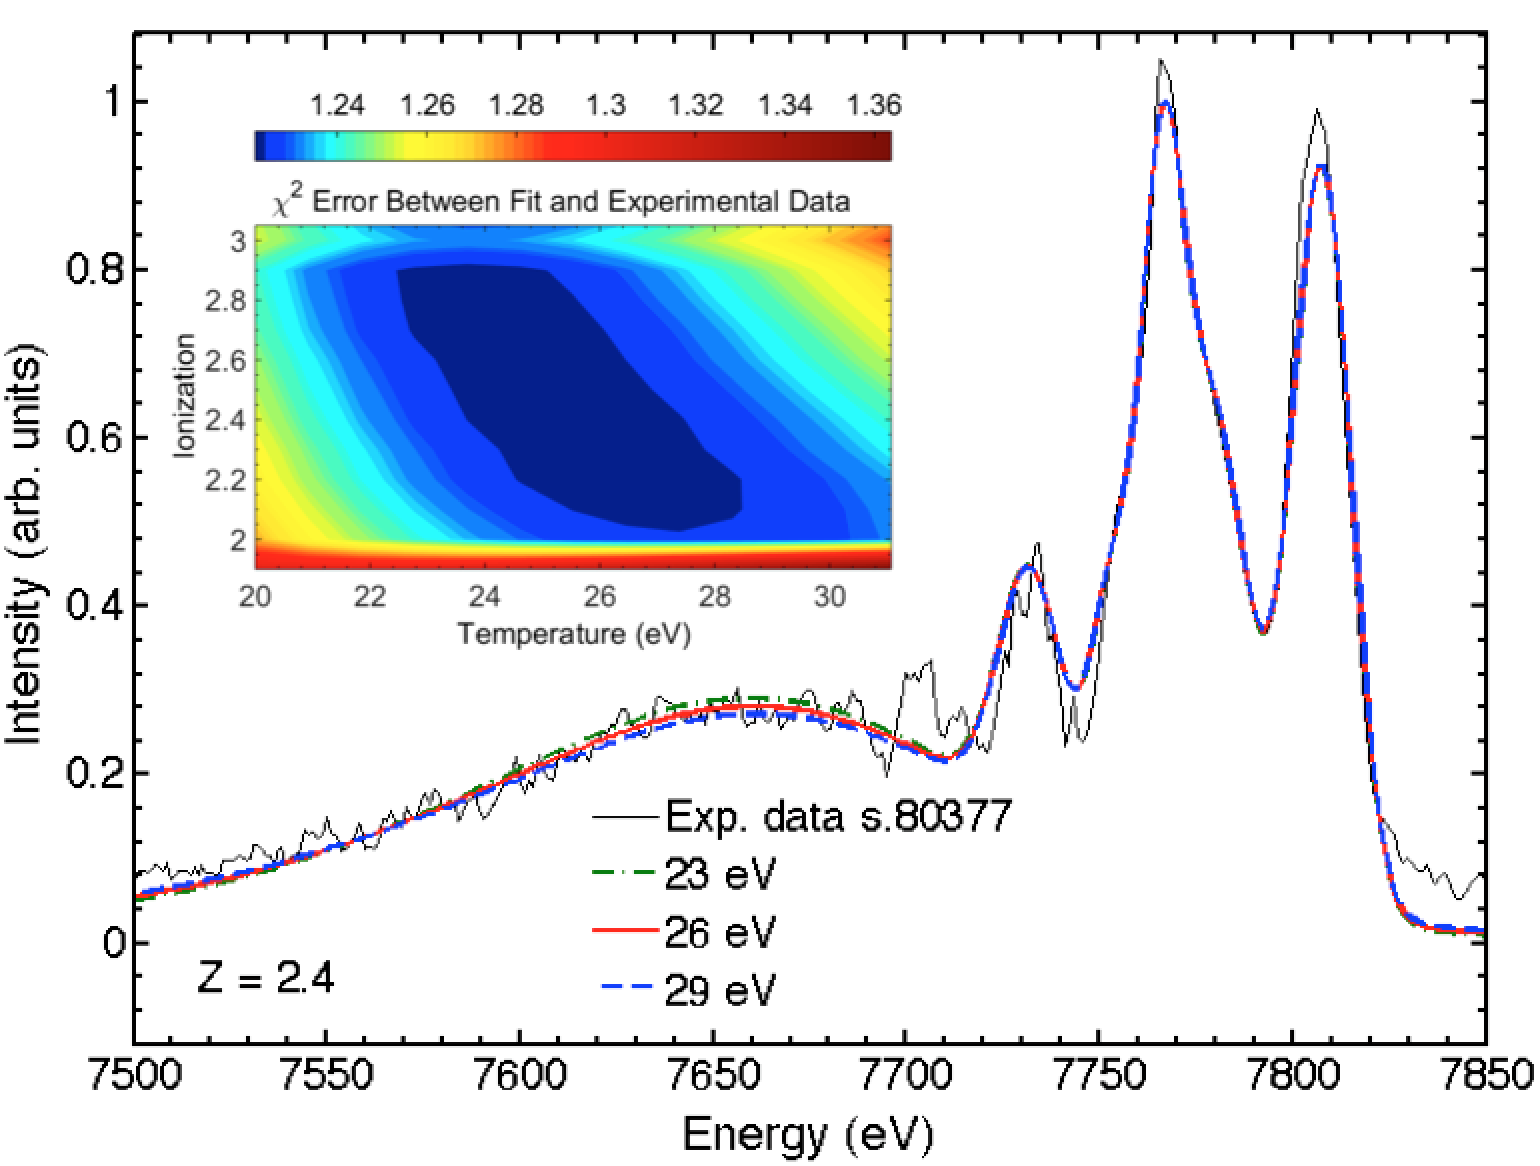 1.24 1.26 1.28 1.3 1.32 1.34 1.36
χ² Error Between Fit and Experimental Data
Ionization
3
2.8
2.6
2.4
2.2
2
20 22 24 26 28 30
Temperature (eV)
Intensity (arb. units)
1
0.8
0.6
0.4
0.2
0
Exp. data s.80377
23 eV
26 eV
29 eV
Z = 2.4
7500 7550 7600 7650 7700 7750 7800 7850
Energy (eV)